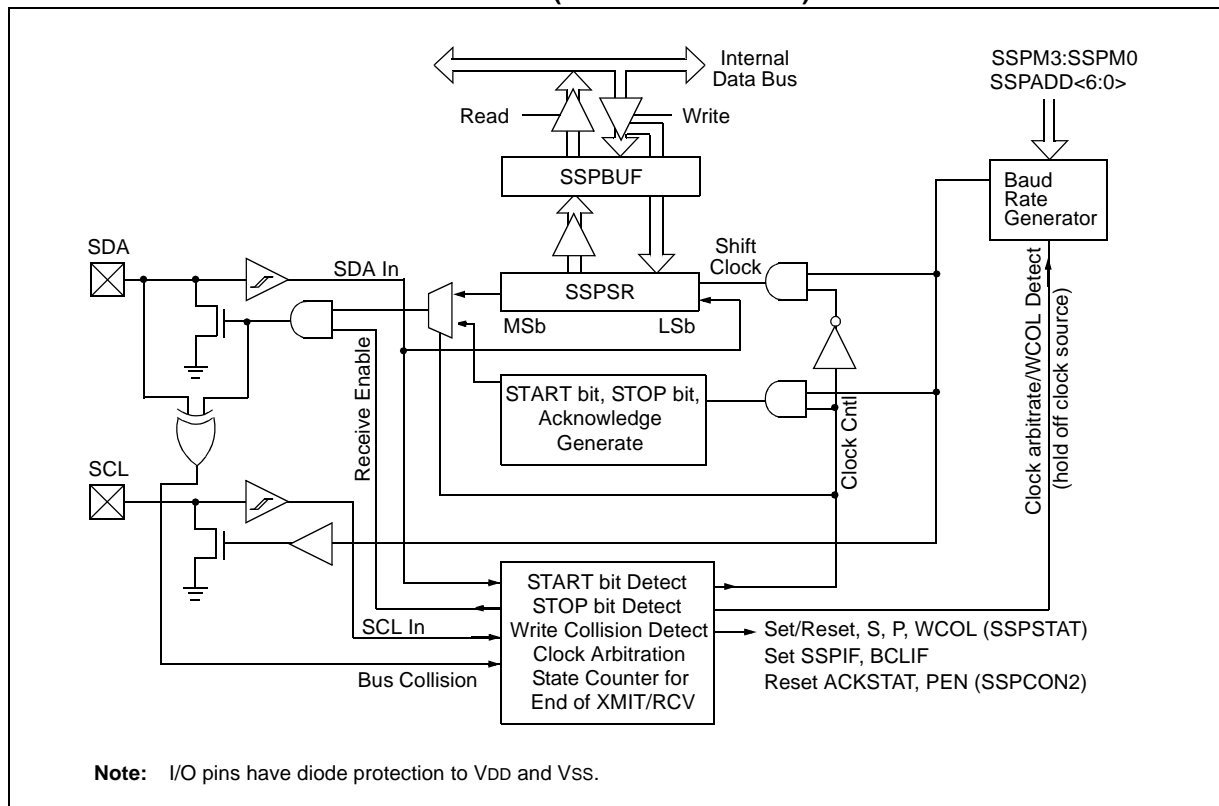 Internal
Data Bus
SSPM3:SSPM0
SSPADD<6:0>
Read
Write
SSPBUF
Baud
Rate
Generator
SDA
SDA In
Shift
Clock
SSPSR
MSb
LSb
Receive Enable
START bit, STOP bit,
Acknowledge
Generate
Clock Cntl
Clock arbitrate/WCOL Detect
(hold off clock source)
SCL
SCL In
Bus Collision
START bit Detect
STOP bit Detect
Write Collision Detect
Clock Arbitration
State Counter for
End of XMIT/RCV
Set/Reset, S, P, WCOL (SSPSTAT)
Set SSPIF, BCLIF
Reset ACKSTAT, PEN (SSPCON2)
Note: I/O pins have diode protection to VDD and VSS.